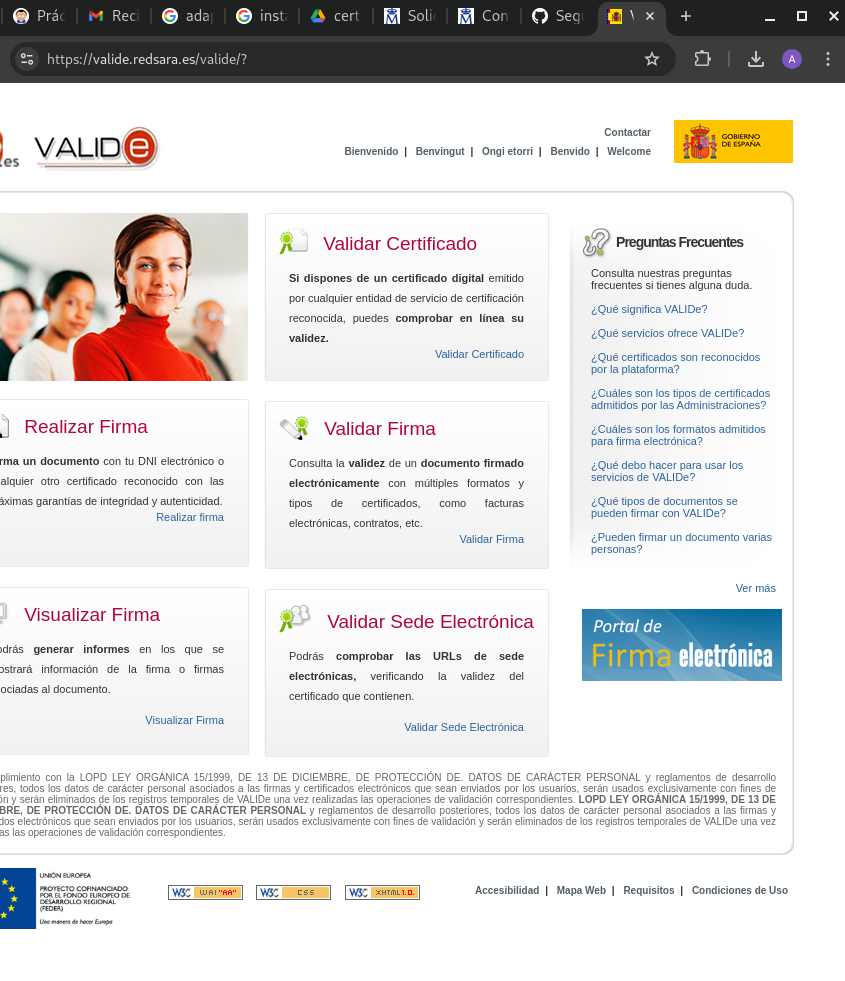 Prác
Reci
adap
insta
cert
Soli
Con
Segu
https://valide.redsara.es/valide/?
A
.es
VALIDe
Contactar
Bienvenido | Benvingut | Ongi etorri | Benvido | Welcome
GOBIERNO
DE ESPAÑA
Validar Certificado
Si dispones de un certificado digital emitido
por cualquier entidad de servicio de certificación
reconocida, puedes comprobar en línea su
validez.
Validar Certificado
Realizar Firma
rma un documento con tu DNI electrónico o
alquier otro certificado reconocido con las
áximas garantías de integridad y autenticidad.
Realizar firma
Validar Firma
Consulta la validez de un documento firmado
electrónicamente con múltiples formatos y
tipos de certificados, como facturas
electrónicas, contratos, etc.
Validar Firma
Visualizar Firma
odrás generar informes en los que se
ostrará información de la firma o firmas
ociadas al documento.
Visualizar Firma
Validar Sede Electrónica
Podrás comprobar las URLs de sede
electrónicas, verificando la validez del
certificado que contienen.
Validar Sede Electrónica
Preguntas Frecuentes
Consulta nuestras preguntas
frecuentes si tienes alguna duda.
¿Qué significa VALIDe?
¿Qué servicios ofrece VALIDe?
¿Qué certificados son reconocidos
por la plataforma?
¿Cuáles son los tipos de certificados
admitidos por las Administraciones?
¿Cuáles son los formatos admitidos
para firma electrónica?
¿Qué debo hacer para usar los
servicios de VALIDe?
¿Qué tipos de documentos se
pueden firmar con VALIDe?
¿Pueden firmar un documento varias
personas?
Ver más
Portal de
Firma electrónica
plimiento con la LOPD LEY ORGÁNICA 15/1999, DE 13 DE DICIEMBRE, DE PROTECCIÓN DE. DATOS DE CARÁCTER PERSONAL y reglamentos de desarrollo
res, todos los datos de carácter personal asociados a las firmas y certificados electrónicos que sean enviados por los usuarios, serán usados exclusivamente con fines de
ón y serán eliminados de los registros temporales de VALIDe una vez realizadas las operaciones de validación correspondientes. LOPD LEY ORGÁNICA 15/1999, DE 13 DE
BRE, DE PROTECCIÓN DE. DATOS DE CARÁCTER PERSONAL y reglamentos de desarrollo posteriores, todos los datos de carácter personal asociados a las firmas y
dos electrónicos que sean enviados por los usuarios, serán usados exclusivamente con fines de validación y serán eliminados de los registros temporales de VALIDe una vez
as las operaciones de validación correspondientes.
UNIÓN EUROPEA
PROYECTO COFINANCIADO
POR EL FONDO EUROPEO DE
DESARROLLO REGIONAL
(FEDER)
Una manera de hacer Europa
W3C WAI "AA"
W3C CSS
W3C XHTML 1.0.
Accesibilidad | Mapa Web | Requisitos | Condiciones de Uso